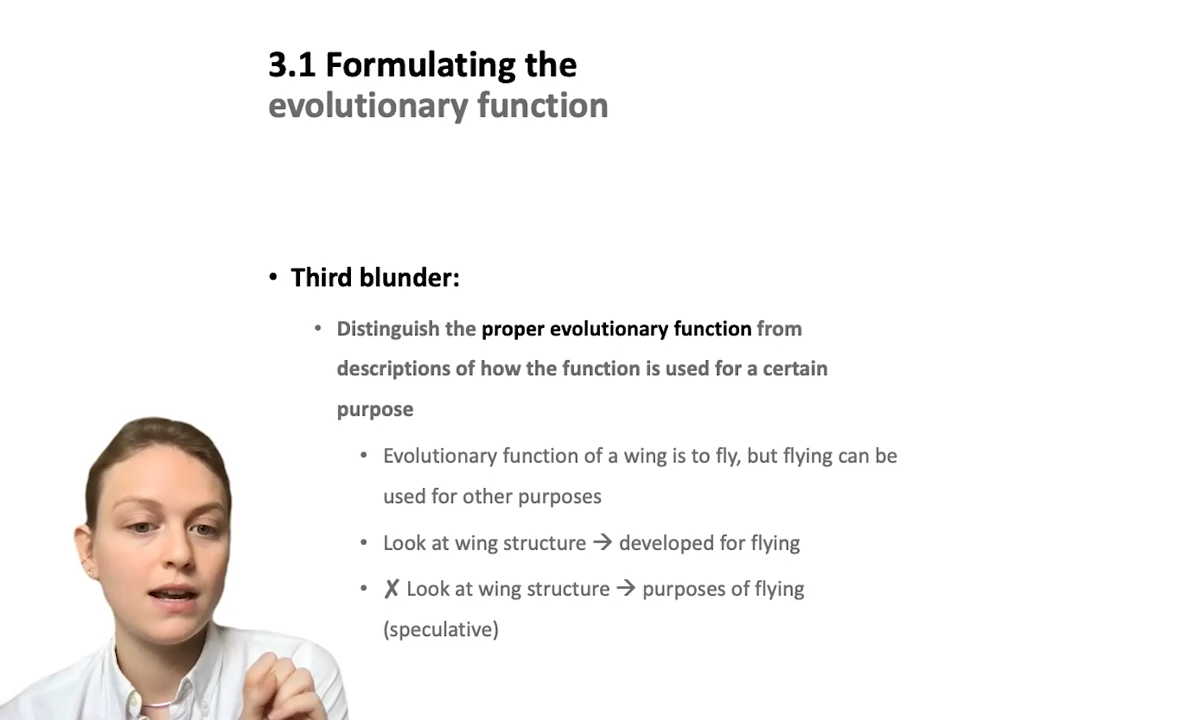 3.1 Formulating the
evolutionary function
• Third blunder:
• Distinguish the proper evolutionary function from
descriptions of how the function is used for a certain
purpose
• Evolutionary function of a wing is to fly, but flying can be
used for other purposes
• Look at wing structure → developed for flying
• ✗ Look at wing structure → purposes of flying
(speculative)